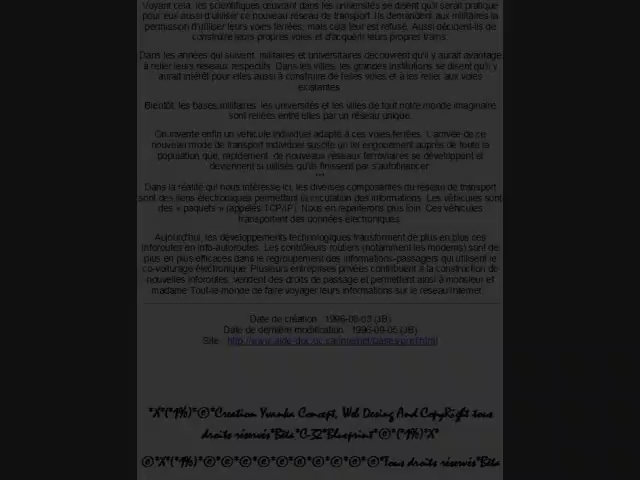 Voyant cela, les scientifiques œuvrant dans les universités se disent qu'il serait pratique
pour eux aussi d'utiliser ce nouveau réseau de transport. Ils demandent aux militaires la
permission d'utiliser leurs voies ferrées, mais cela leur est refusé. Aussi décident-ils de
construire leurs propres voies et d'acquérir leurs propres trains.
Dans les années qui suivent, militaires et universitaires découvrent qu'il y aurait avantage
à relier leurs réseaux respectifs. Dans les villes, les grandes institutions se disent qu'il y
aurait intérêt pour elles aussi à construire de telles voies et à les relier aux voies
existantes.
Bientôt, les bases militaires, les universités et les villes de tout notre monde imaginaire
sont reliées entre elles par un réseau unique.
On invente enfin un véhicule individuel adapté à ces voies ferrées. L'arrivée de ce
nouveau mode de transport individuel suscite un tel engouement auprès de toute la
population que, rapidement, de nouveaux réseaux ferroviaires se développent et
deviennent si utilisés qu'ils finissent par s'autofinancer.
***
Dans la réalité qui nous intéresse ici, les diverses composantes du réseau de transport
sont des liens électroniques permettant la circulation des informations. Les véhicules sont
des « paquets » (appelés TCP/IP). Nous en reparlerons plus loin. Ces véhicules
transportent des données électroniques.
Aujourd'hui, les développements technologiques transforment de plus en plus ces
inforoutes en info-autoroutes. Les contrôleurs routiers (notamment les modems) sont de
plus en plus efficaces dans le regroupement des informations-passagers qui utilisent le
co-voiturage électronique. Plusieurs entreprises privées contribuent à la construction de
nouvelles inforoutes, vendent des droits de passage et permettent ainsi à monsieur et
madame Tout-le-monde de faire voyager leurs informations sur le réseau Internet.
Date de création : 1996-08-03 (JB)
Date de dernière modification : 1996-09-05 (JB)
Site :
*X*(*1%)*®*Creation Yvanka Concept, Web Desing And CopyRight tous
droits réservés*Bêta*C-32*Blueprint*®*(*1%)*X*
®*X*(*1%)*®*®*®*®*®*®*®*®*®*®*Tous droits réservés*Bêta